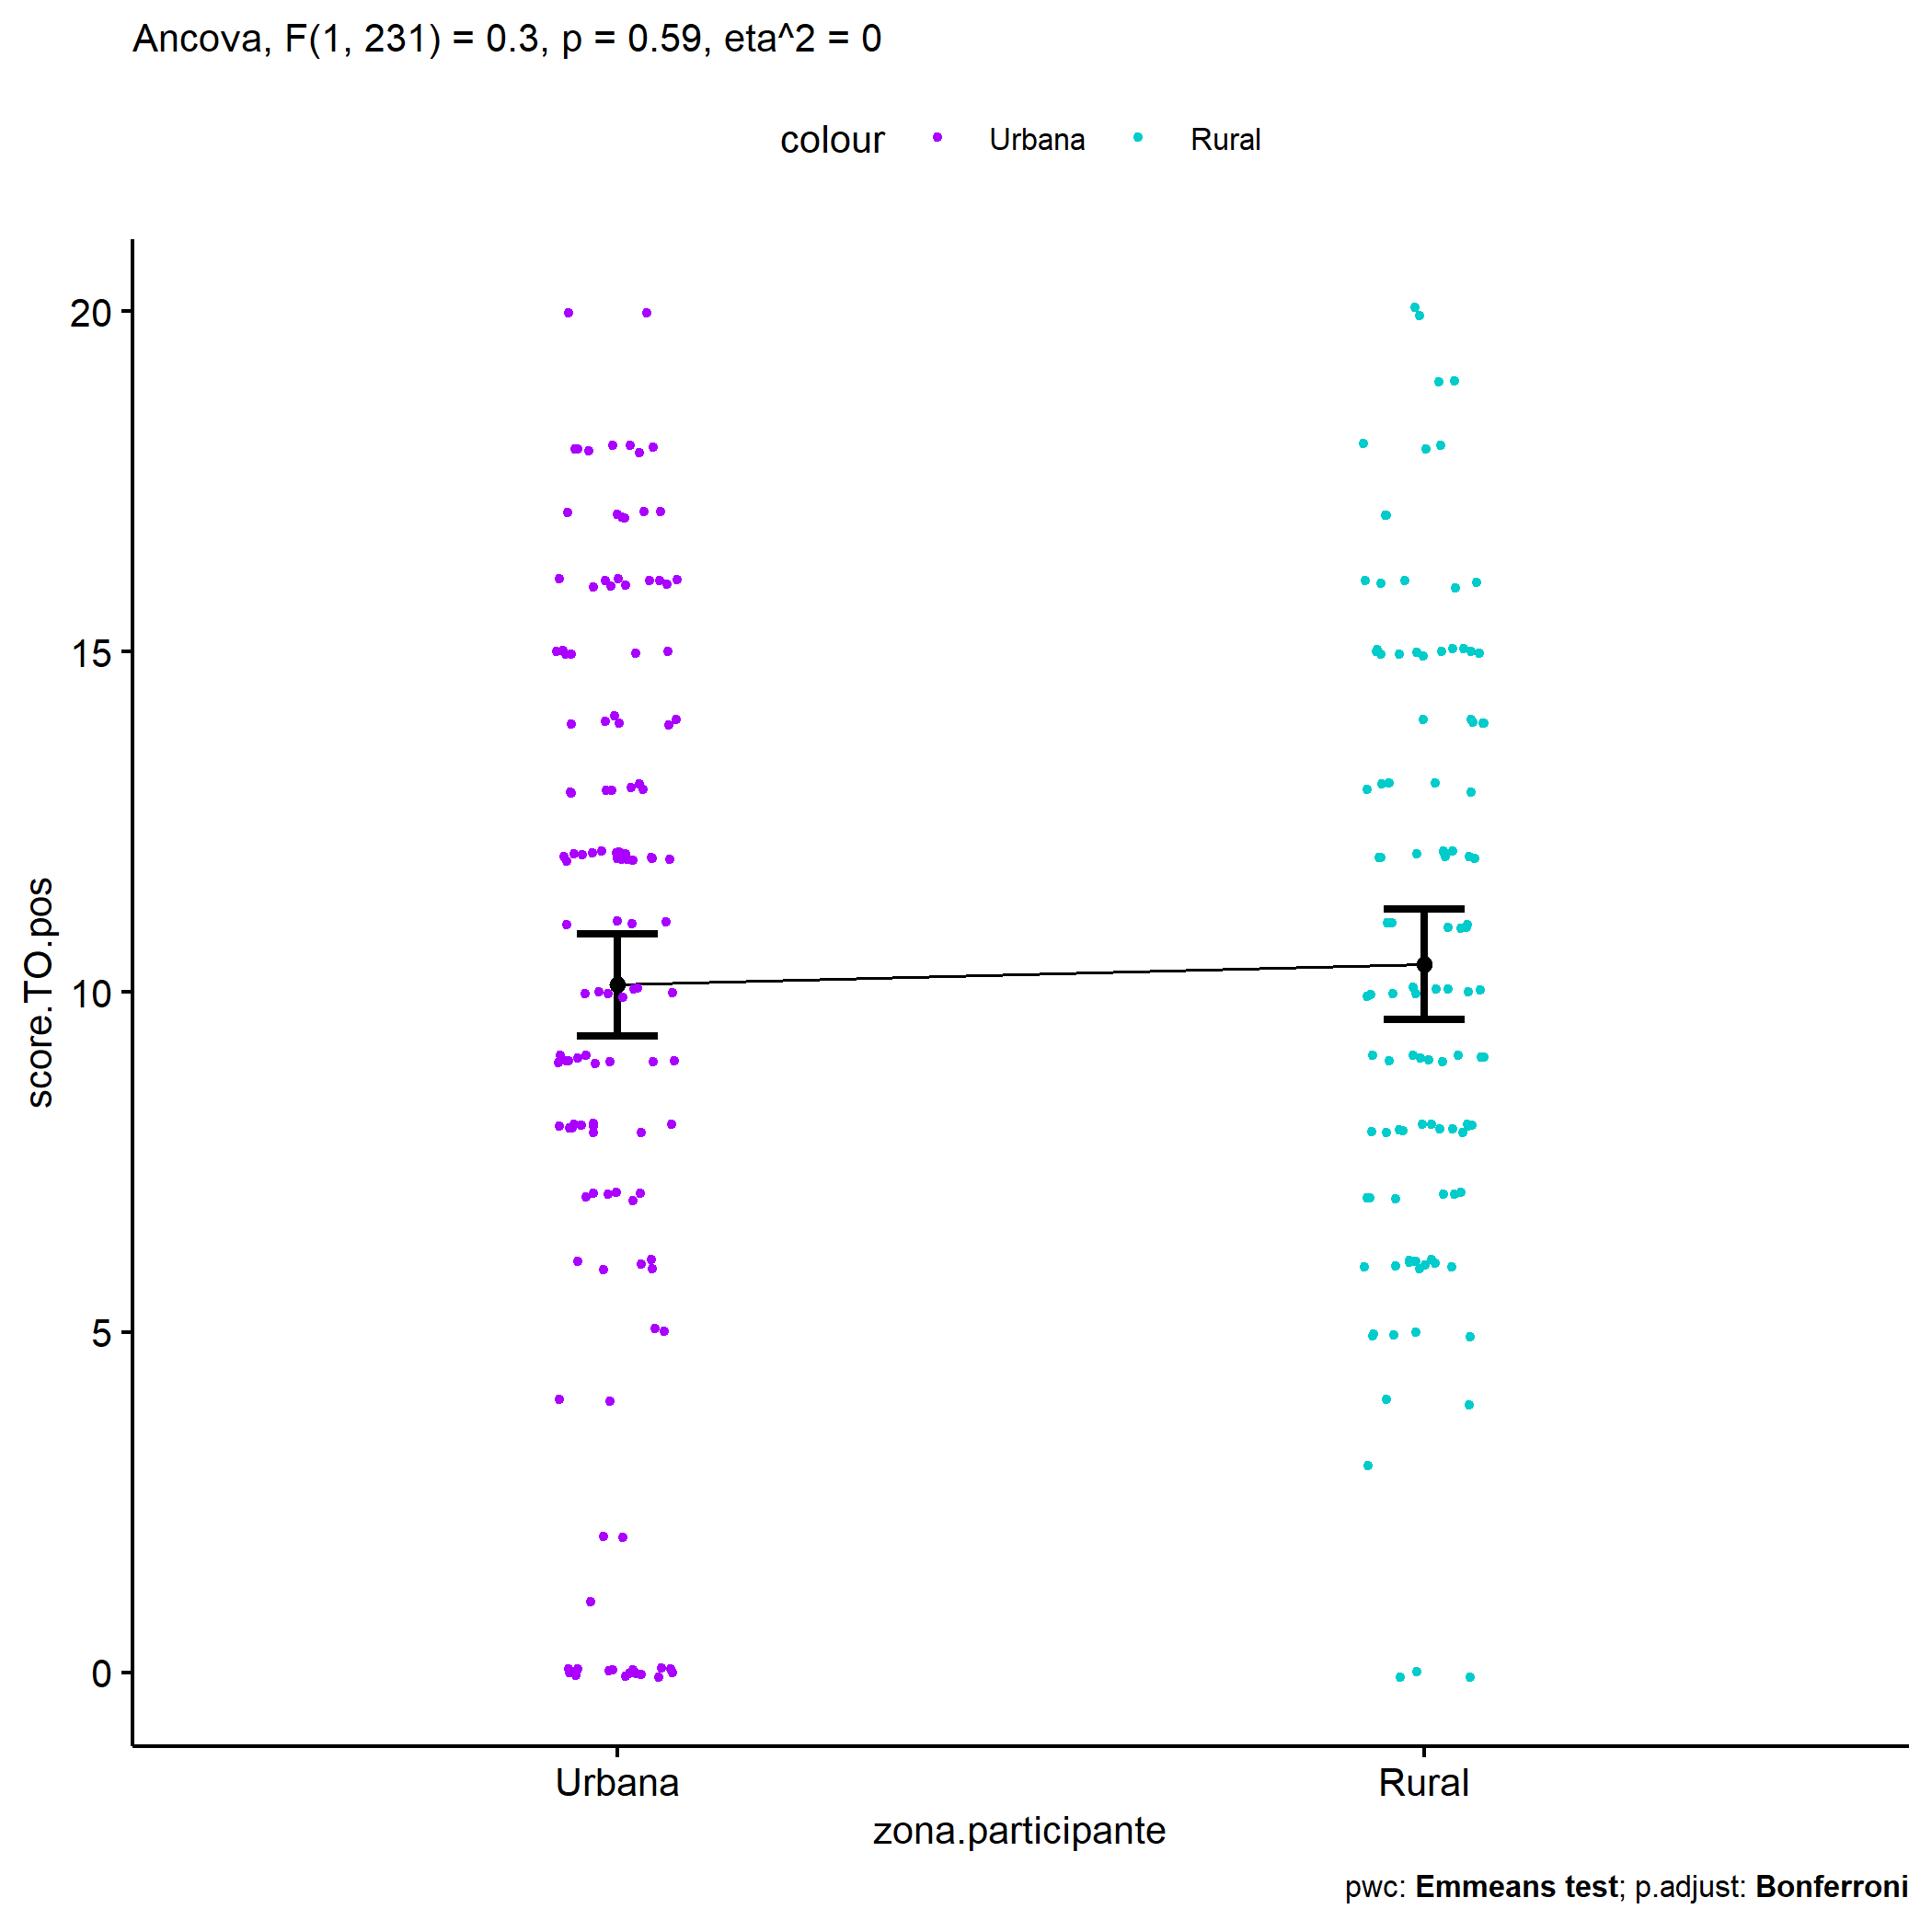 Ancova, F(1, 231) = 0.3, p = 0.59, eta^2 = 0
colour Urbana Rural
20
15
10
5
0
score.TO.pos
Urbana Rural
zona.participante
pwc: Emmeans test; p.adjust: Bonferroni